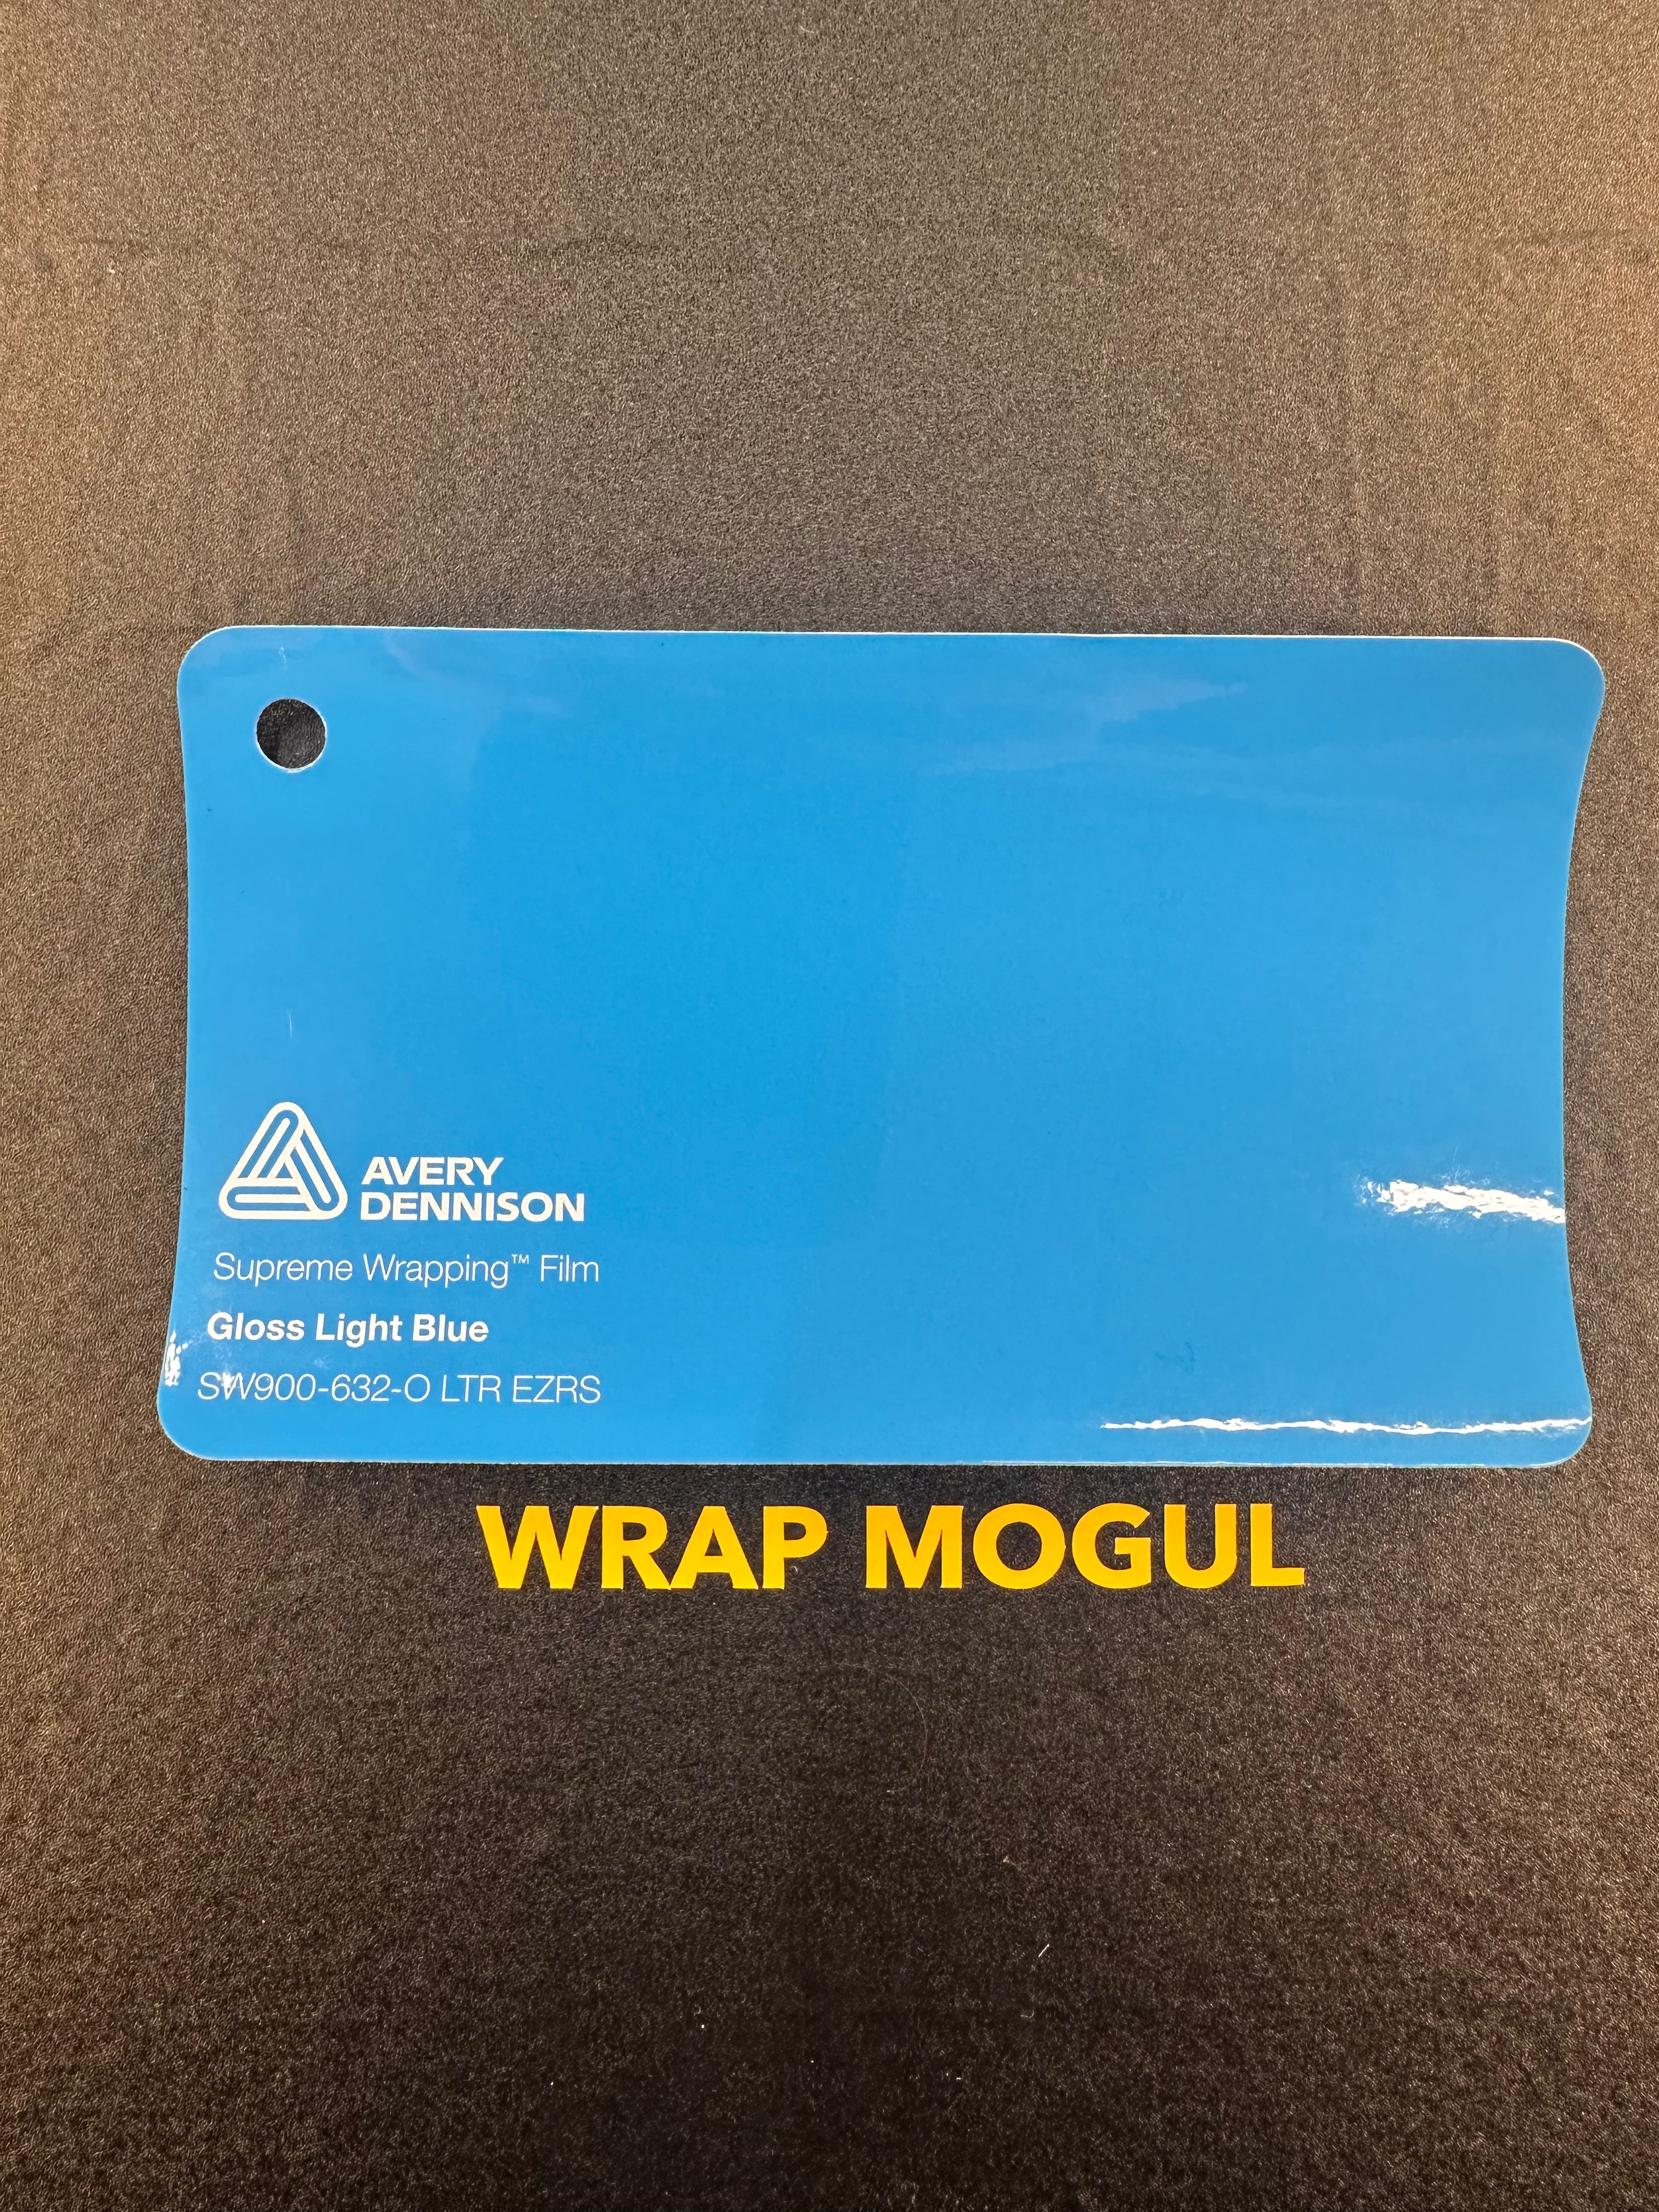 AVERY
DENNISON
Supreme Wrapping™ Film
Gloss Light Blue
SW900-632-O LTR EZRS
WRAP MOGUL